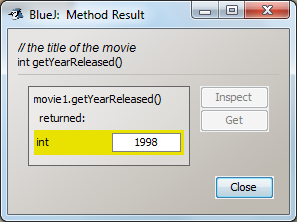 BlueJ: Method Result
// the title of the movie
int getYearReleased()
movie1.getYearReleased()
returned:
int 1998
Inspect
Get
Close